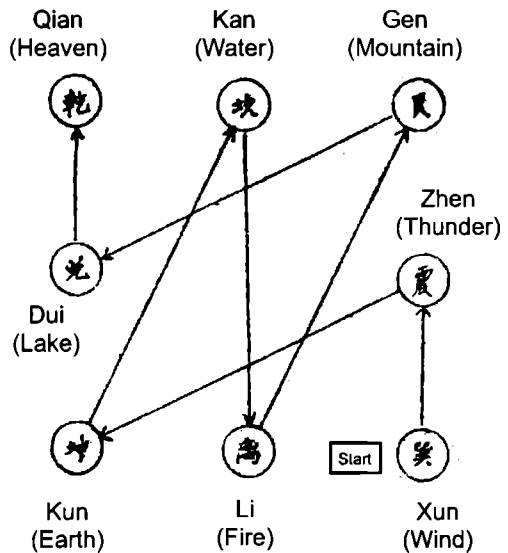 Qian
(Heaven)
Kan
(Water)
Gen
(Mountain)
乾
坎
艮
Zhen
(Thunder)
兑
震
Dui
(Lake)
坤
离
Start
巽
Kun
(Earth)
Li
(Fire)
Xun
(Wind)